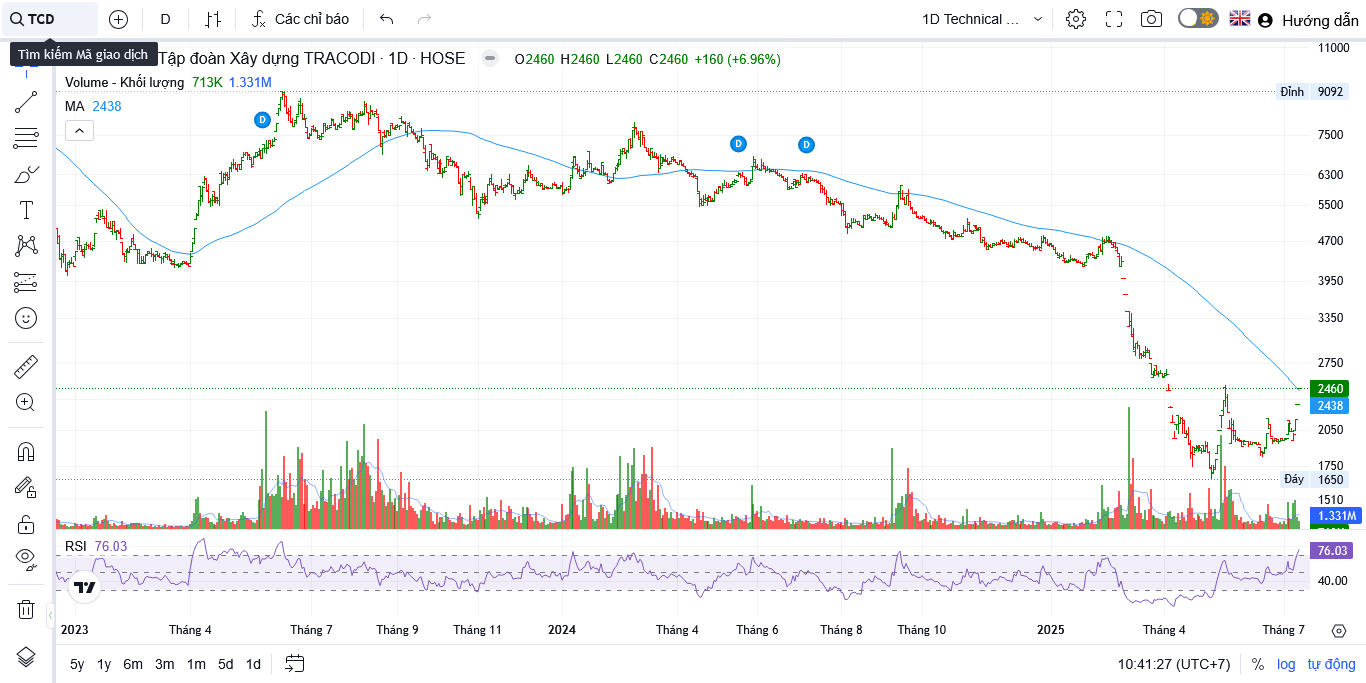 TCD
D
Các chỉ báo
1D Technical ...
Hướng dẫn
Tìm kiếm Mã giao dịch
Tập đoàn Xây dựng TRACODI · 1D · HOSE
O2460 H2460 L2460 C2460 +160 (+6.96%)
Volume - Khối lượng 713K 1.331M
MA 2438
D
D
D
11000
Đỉnh 9092
7500
6300
5500
4700
3950
3350
2750
2460
2438
2050
1750
Đáy 1650
1510
1.331M
RSI 76.03
76.03
40.00
2023 Tháng 4 Tháng 7 Tháng 9 Tháng 11 2024 Tháng 4 Tháng 6 Tháng 8 Tháng 10 2025 Tháng 4 Tháng 7
5y 1y 6m 3m 1m 5d 1d
10:41:27 (UTC+7) % log tự động